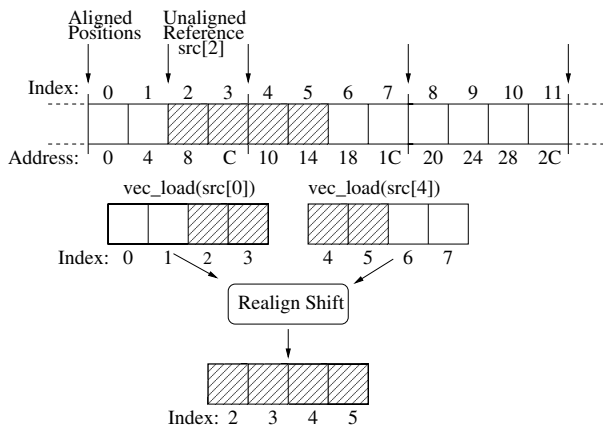 Aligned
Positions
Unaligned
Reference
src[2]
Index: 0 1 2 3 4 5 6 7 8 9 10 11
Address: 0 4 8 C 10 14 18 1C 20 24 28 2C
vec_load(src[0]) vec_load(src[4])
Index: 0 1 2 3 4 5 6 7
Realign Shift
Index: 2 3 4 5